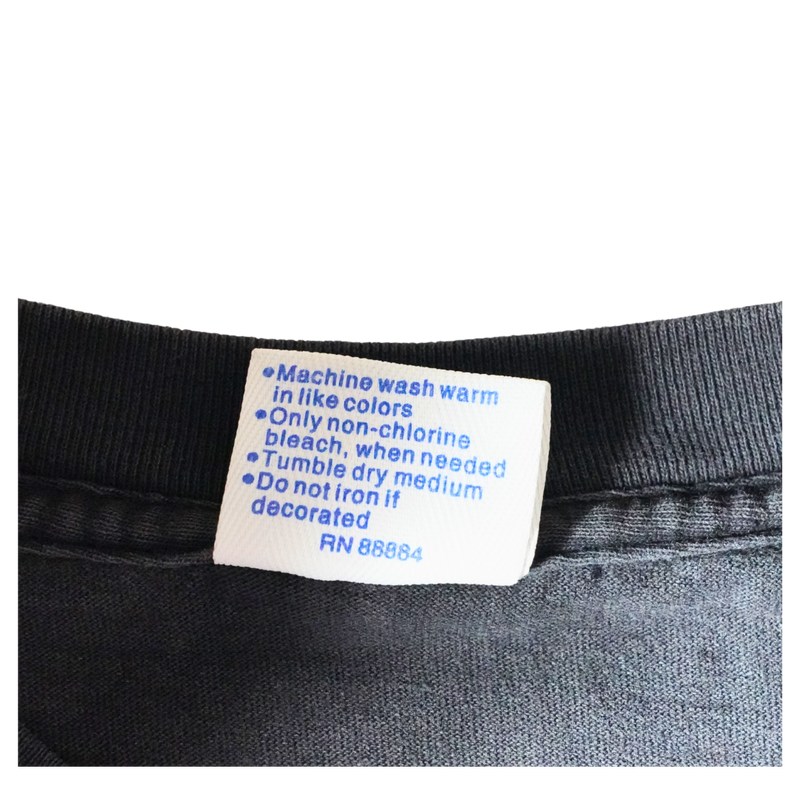 •Machine wash warm
in like colors
•Only non-chlorine
bleach, when needed
•Tumble dry medium
•Do not iron if
decorated
RN 88884